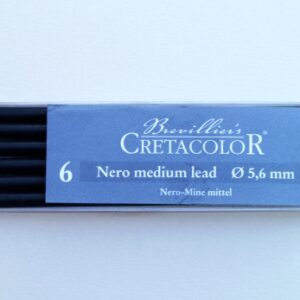 Brevillier's
CRETACOLOR®
6 Nero medium lead Ø 5,6 mm
Nero-Mine mittel